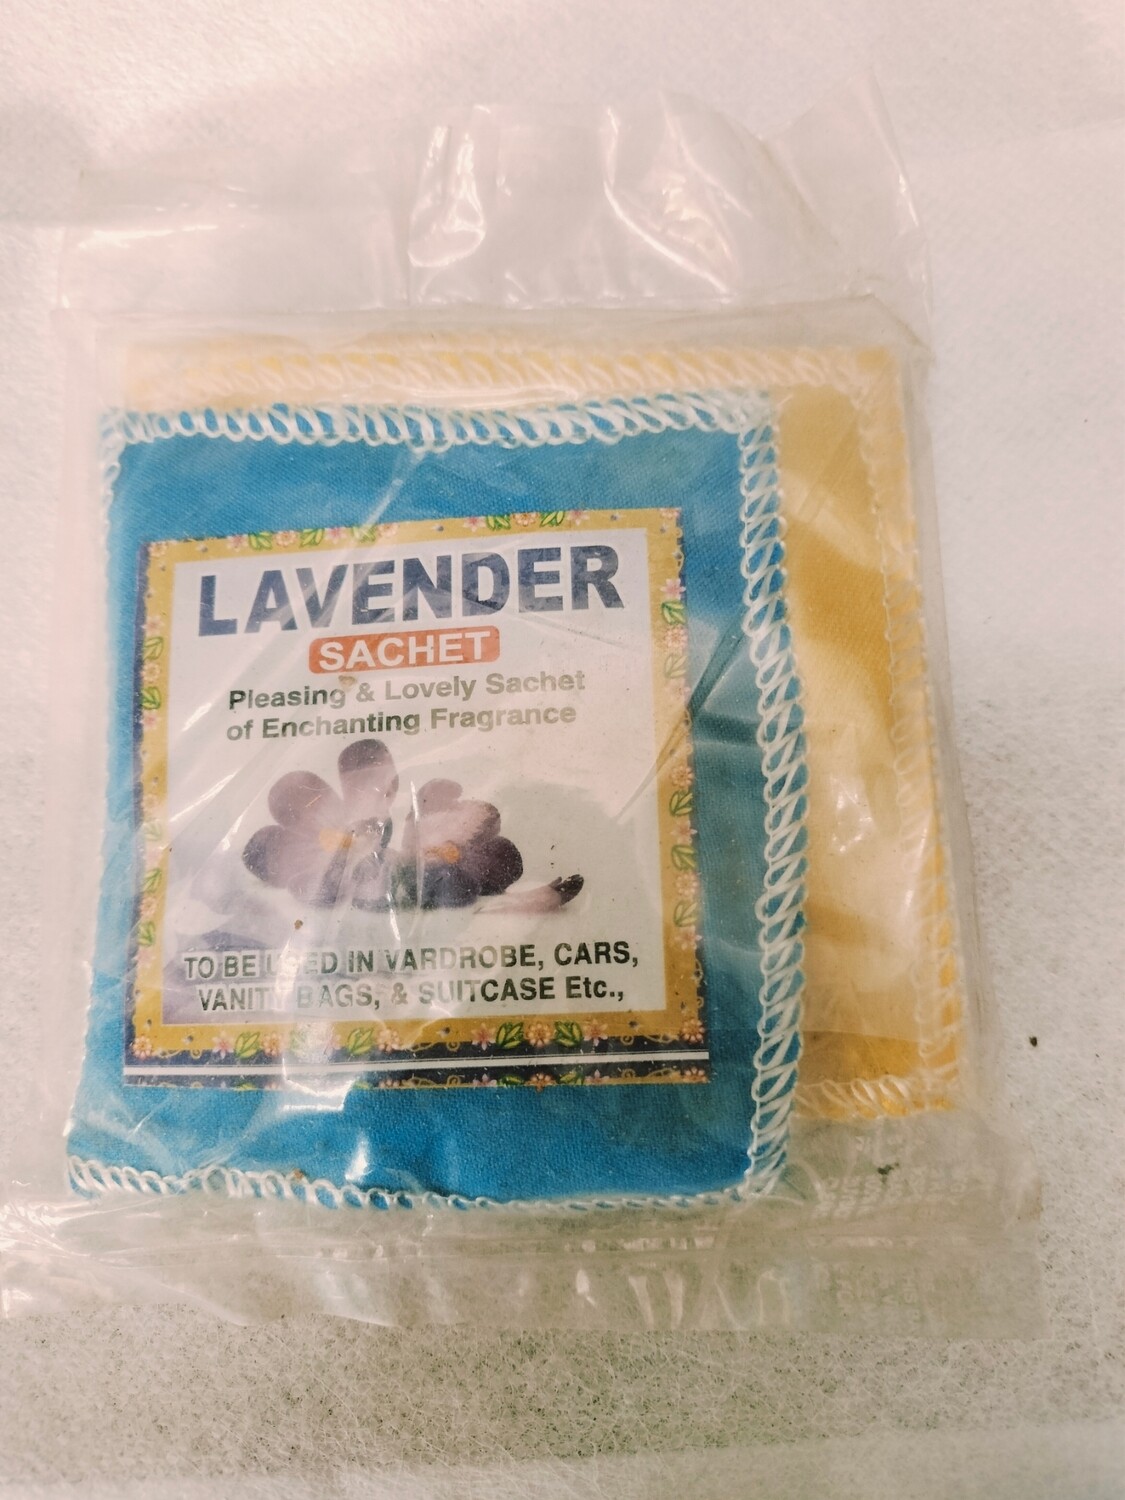 LAVENDER
SACHET
Pleasing & Lovely Sachet
of Enchanting Fragrance
TO BE USED IN VARDROBE, CARS,
VANITY BAGS, & SUITCASE Etc.,